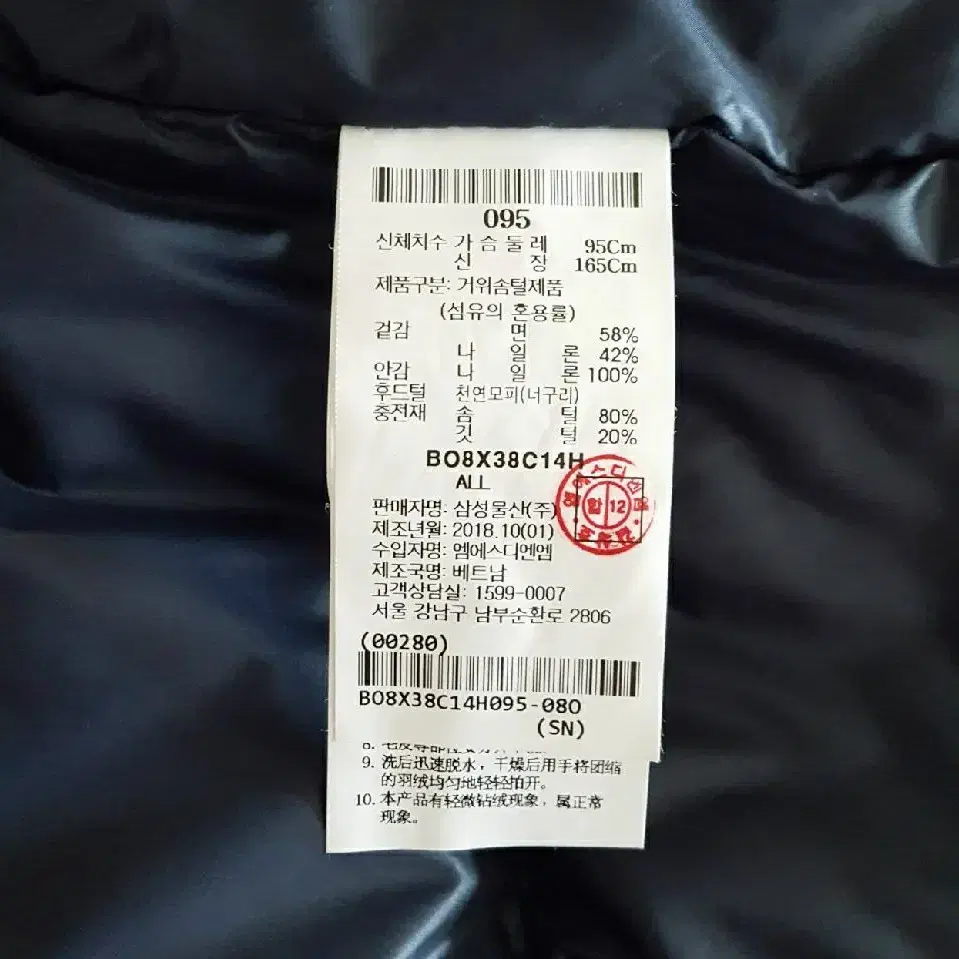 095
신체치수 가 슴 둘 레 95Cm
신 장 165Cm
제품구분: 거위솜털제품
(섬유의 혼용률)
겉감 면 58%
나 일 론 42%
안감 나 일 론 100%
후드털 천연모피(너구리)
충전재 솜 털 80%
깃 털 20%
BO8X38C14H
ALL
판매자명: 삼성물산(주)
제조년월: 2018.10(01)
수입자명: 엠에스디엔엠
제조국명: 베트남
고객상담실: 1599-0007
서울 강남구 남부순환로 2806
합 12
(00280)
BO8X38C14H095-08O
(SN)
9. 洗后迅速脱水，干燥后用手将团缩
的羽绒均匀地轻轻拍开。
10. 本产品有轻微钻绒现象，属正常
现象。